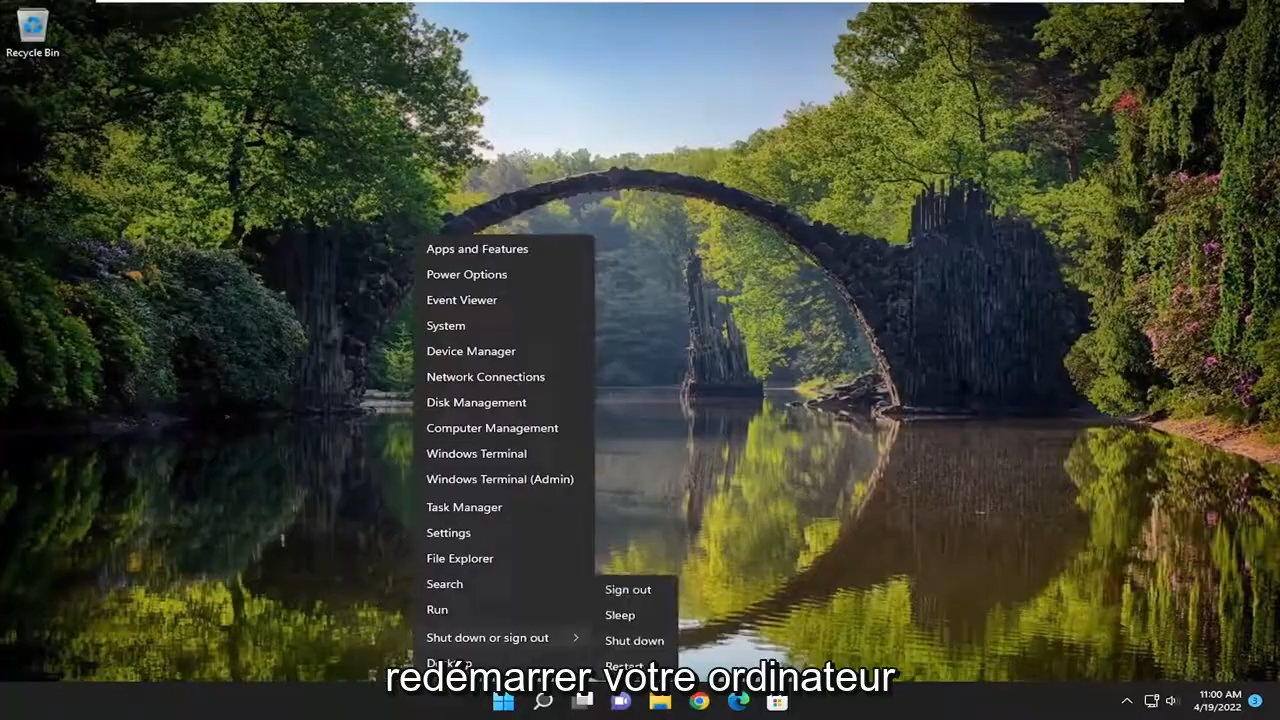 Recycle Bin
Apps and Features
Power Options
Event Viewer
System
Device Manager
Network Connections
Disk Management
Computer Management
Windows Terminal
Windows Terminal (Admin)
Task Manager
Settings
File Explorer
Search
Run
Shut down or sign out
Sign out
Sleep
Shut down
Restart
redémarrer votre ordinateur
11:00 AM
4/19/2022
3